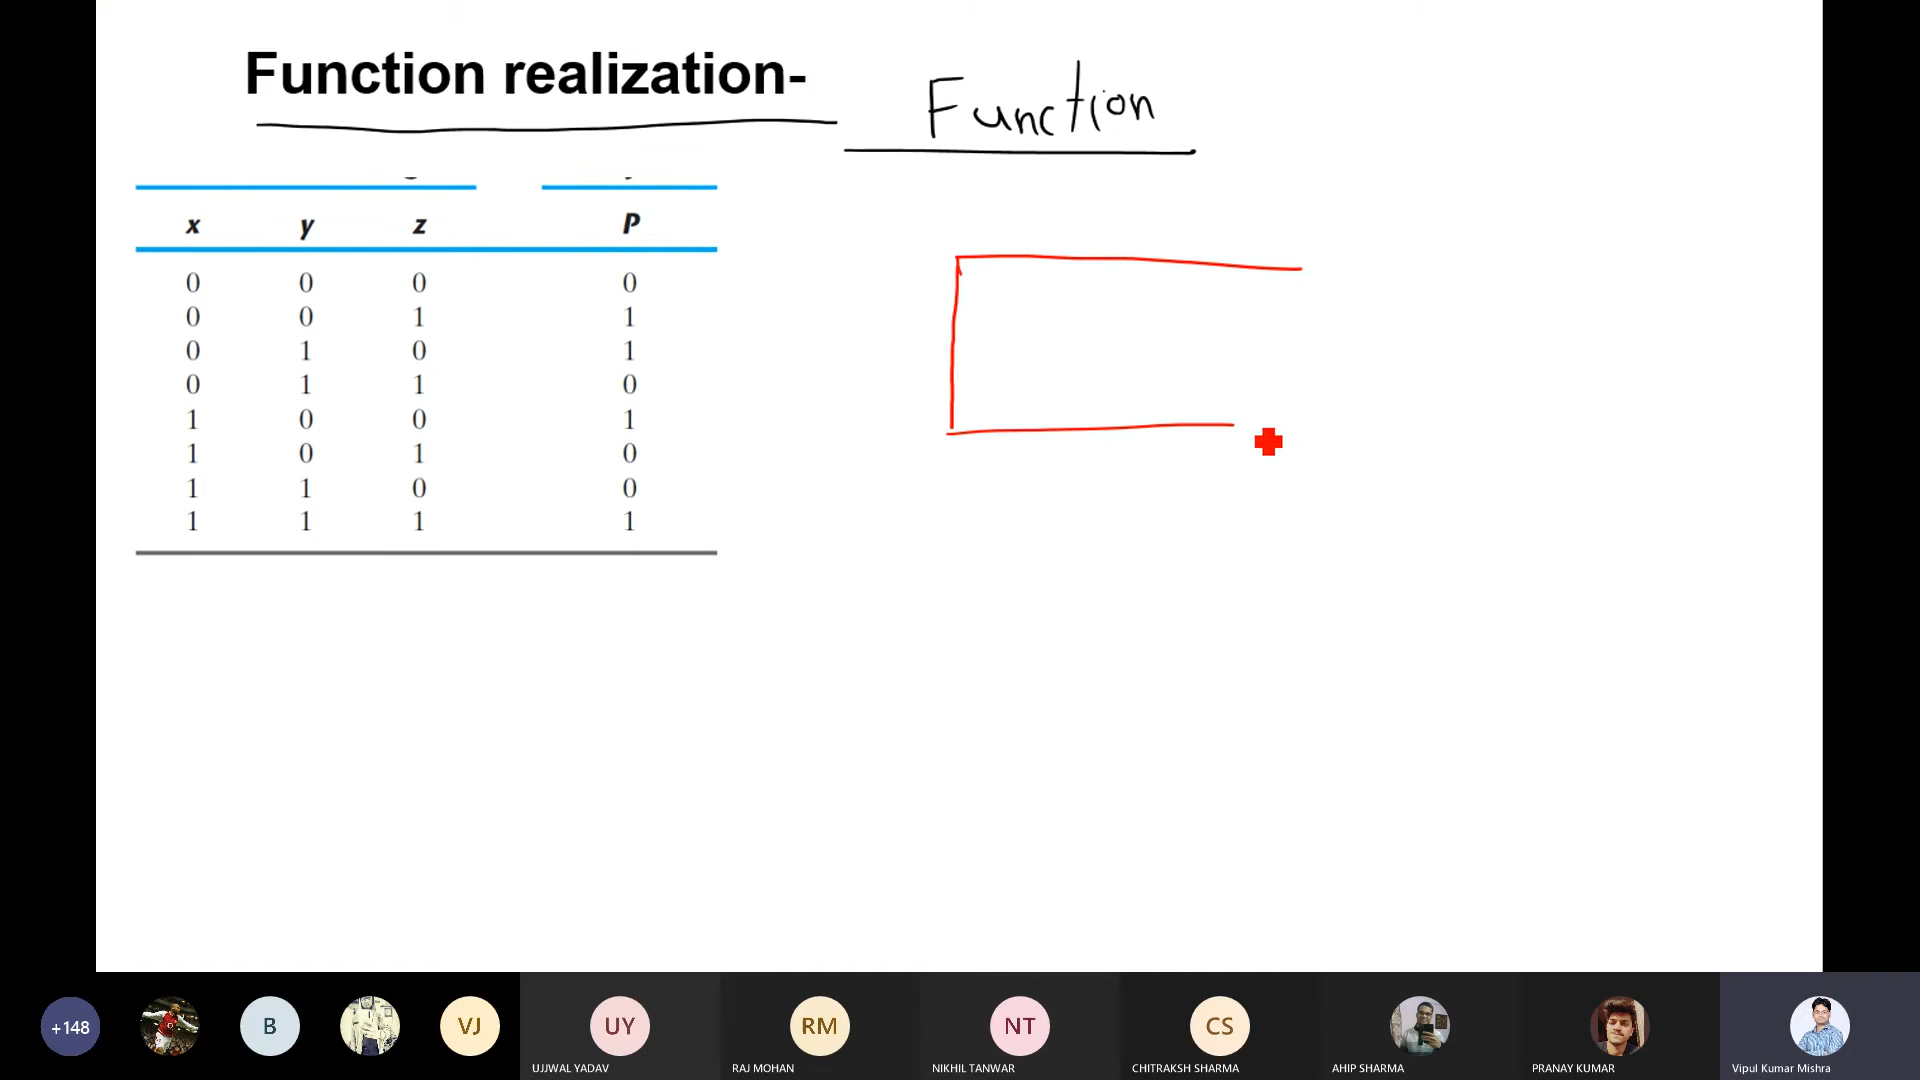 Function realization-
Function
x y z P
0 0 0 0
0 0 1 1
0 1 0 1
0 1 1 0
1 0 0 1
1 0 1 0
1 1 0 0
1 1 1 1
+148 B VJ UY RM NT CS
UJJWAL YADAV RAJ MOHAN NIKHIL TANWAR CHITRAKSH SHARMA AHIP SHARMA PRANAY KUMAR Vipul Kumar Mishra